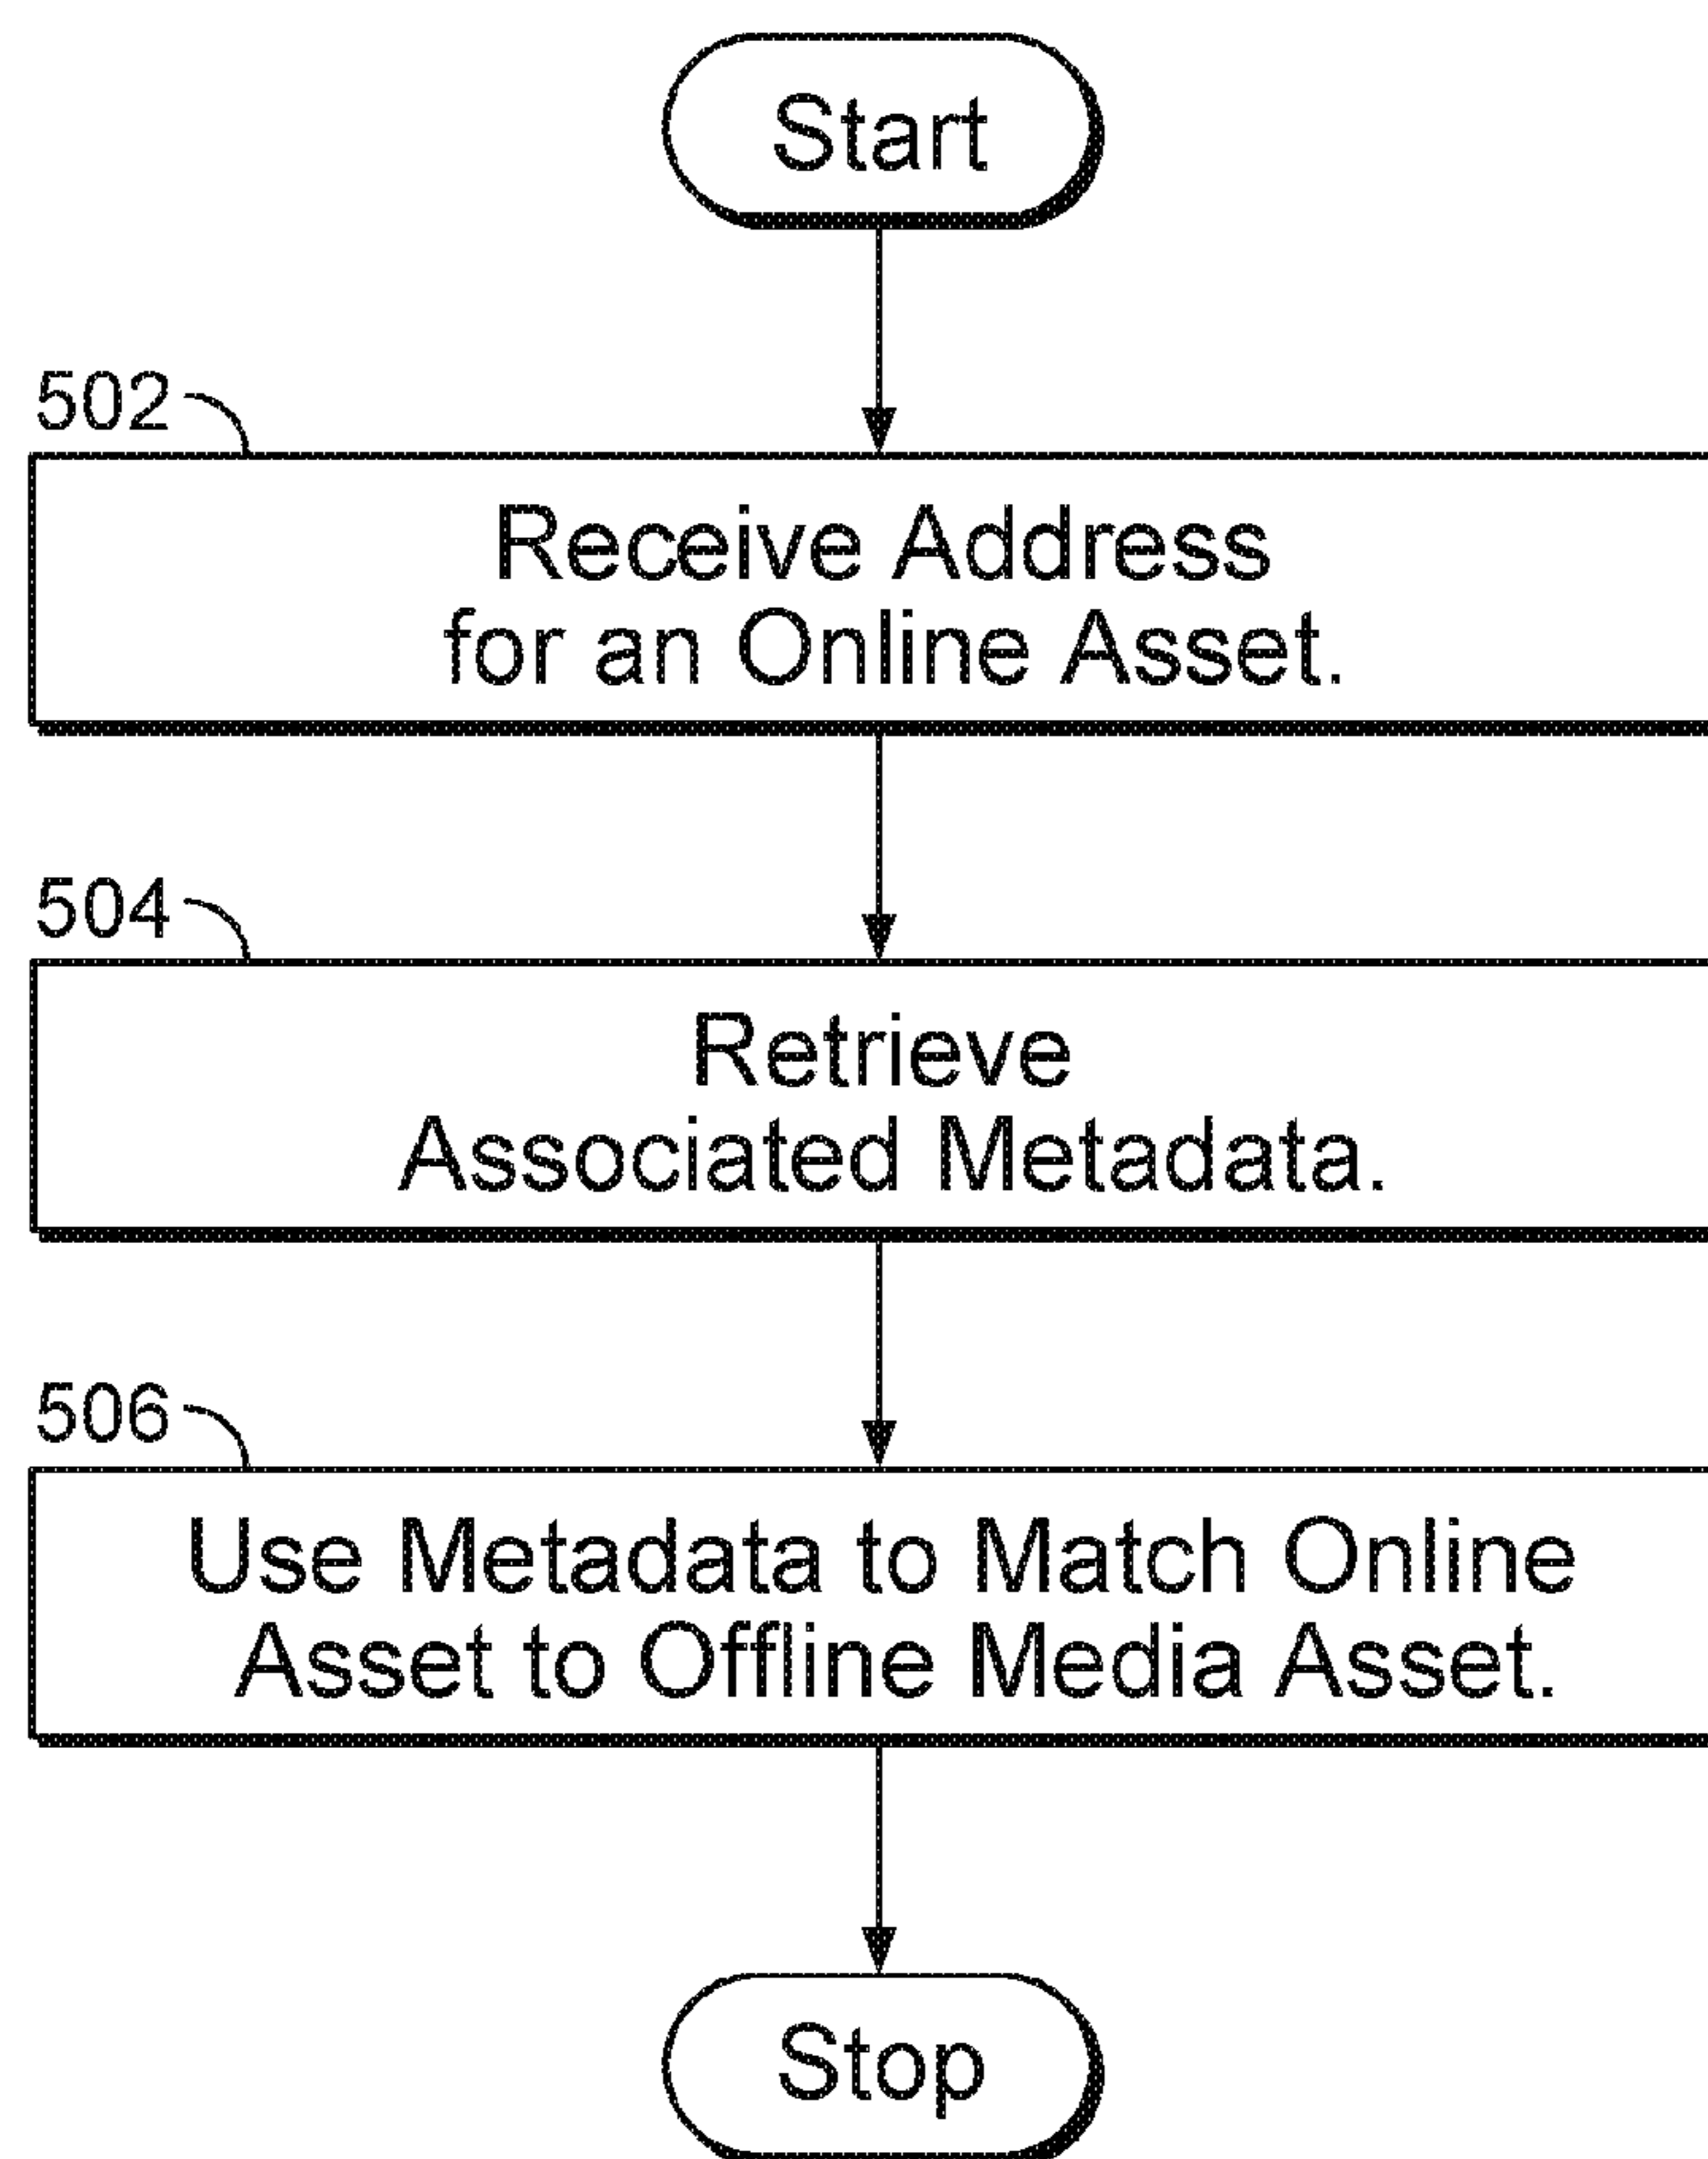 Start
502
Receive Address
for an Online Asset.
504
Retrieve
Associated Metadata.
506
Use Metadata to Match Online
Asset to Offline Media Asset.
Stop